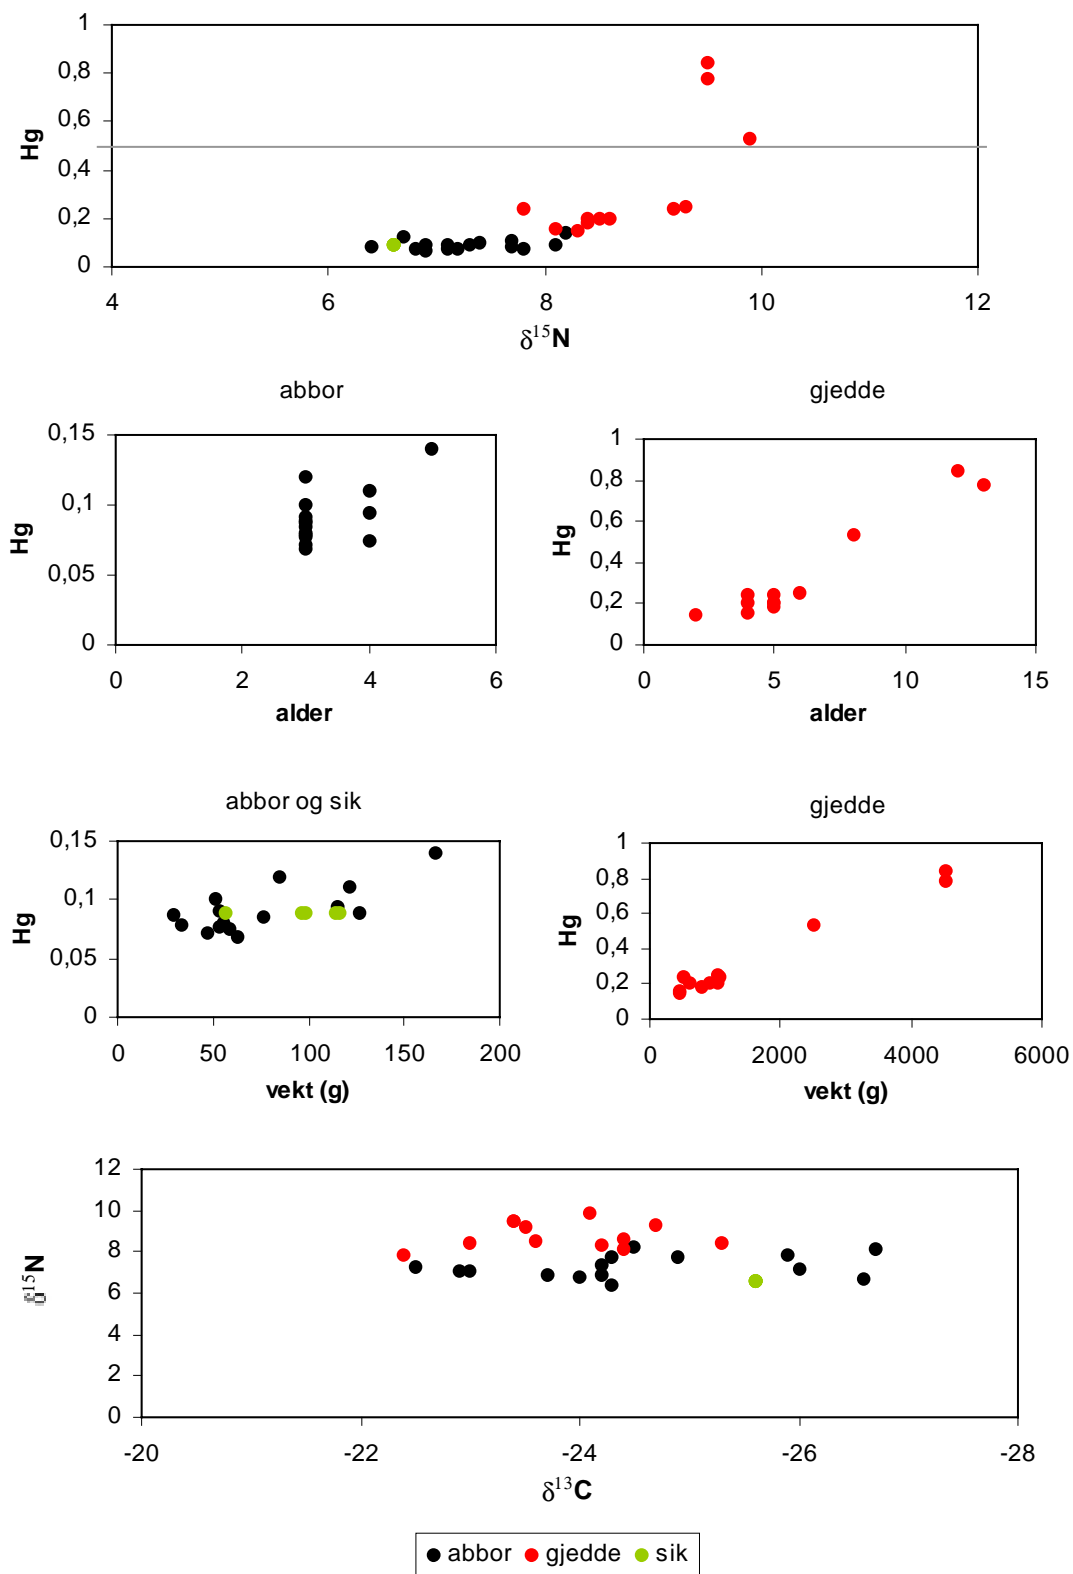 1
0,8
0,6
0,4
0,2
0
Hg
4 6 8 10 12
δ¹⁵N
abbor
0,15
0,1
0,05
0
Hg
0 2 4 6
alder
gjedde
1
0,8
0,6
0,4
0,2
0
Hg
0 5 10 15
alder
abbor og sik
0,15
0,1
0,05
0
Hg
0 50 100 150 200
vekt (g)
gjedde
1
0,8
0,6
0,4
0,2
0
Hg
0 2000 4000 6000
vekt (g)
12
10
8
6
4
2
0
δ¹⁵N
-20 -22 -24 -26 -28
δ¹³C
abbor gjedde sik